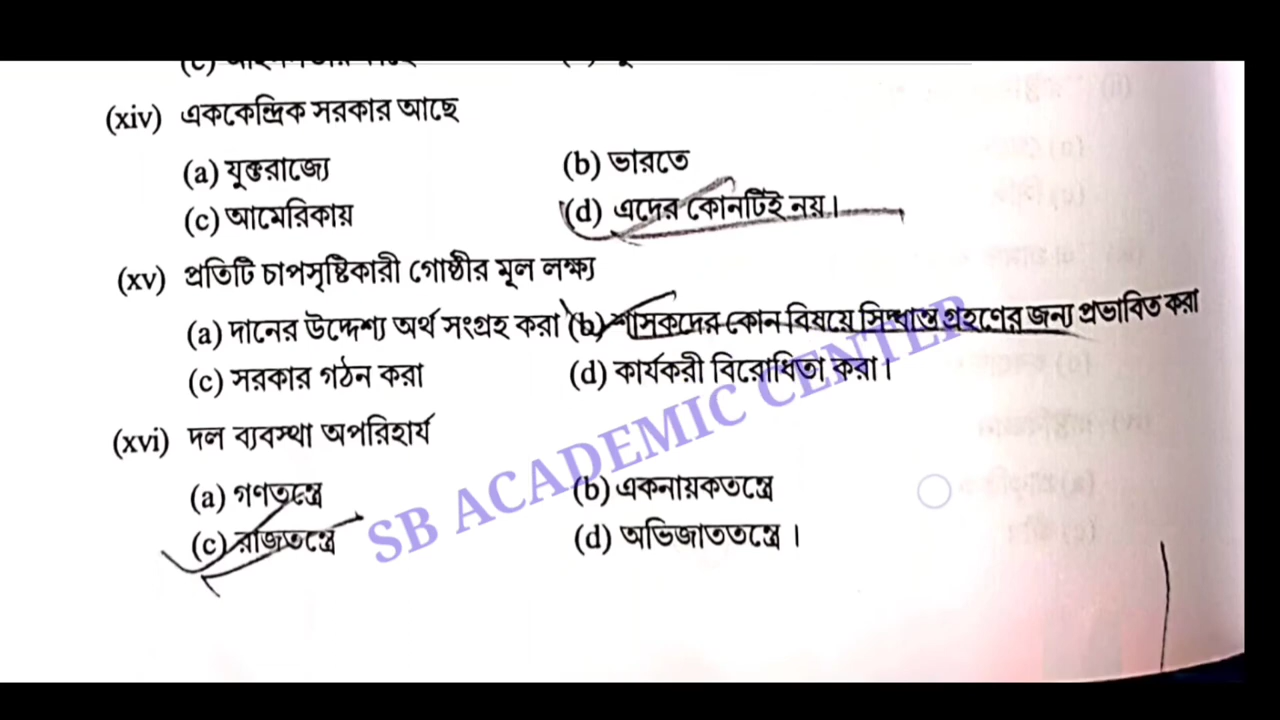 (xiv) এককেন্দ্রিক সরকার আছে
(a) যুক্তরাজ্যে (b) ভারতে
(c) আমেরিকায় (d) এদের কোনটিই নয়।
(xv) প্রতিটি চাপসৃষ্টিকারী গোষ্ঠীর মূল লক্ষ্য
(a) দানের উদ্দেশ্য অর্থ সংগ্রহ করা (b) শাসকদের কোন বিষয়ে সিদ্ধান্ত গ্রহণের জন্য প্রভাবিত করা
(c) সরকার গঠন করা (d) কার্যকরী বিরোধিতা করা।
(xvi) দল ব্যবস্থা অপরিহার্য
(a) গণতন্ত্রে (b) একনায়কতন্ত্রে
(c) রাজতন্ত্রে (d) অভিজাততন্ত্রে।
SB ACADEMIC CENTER